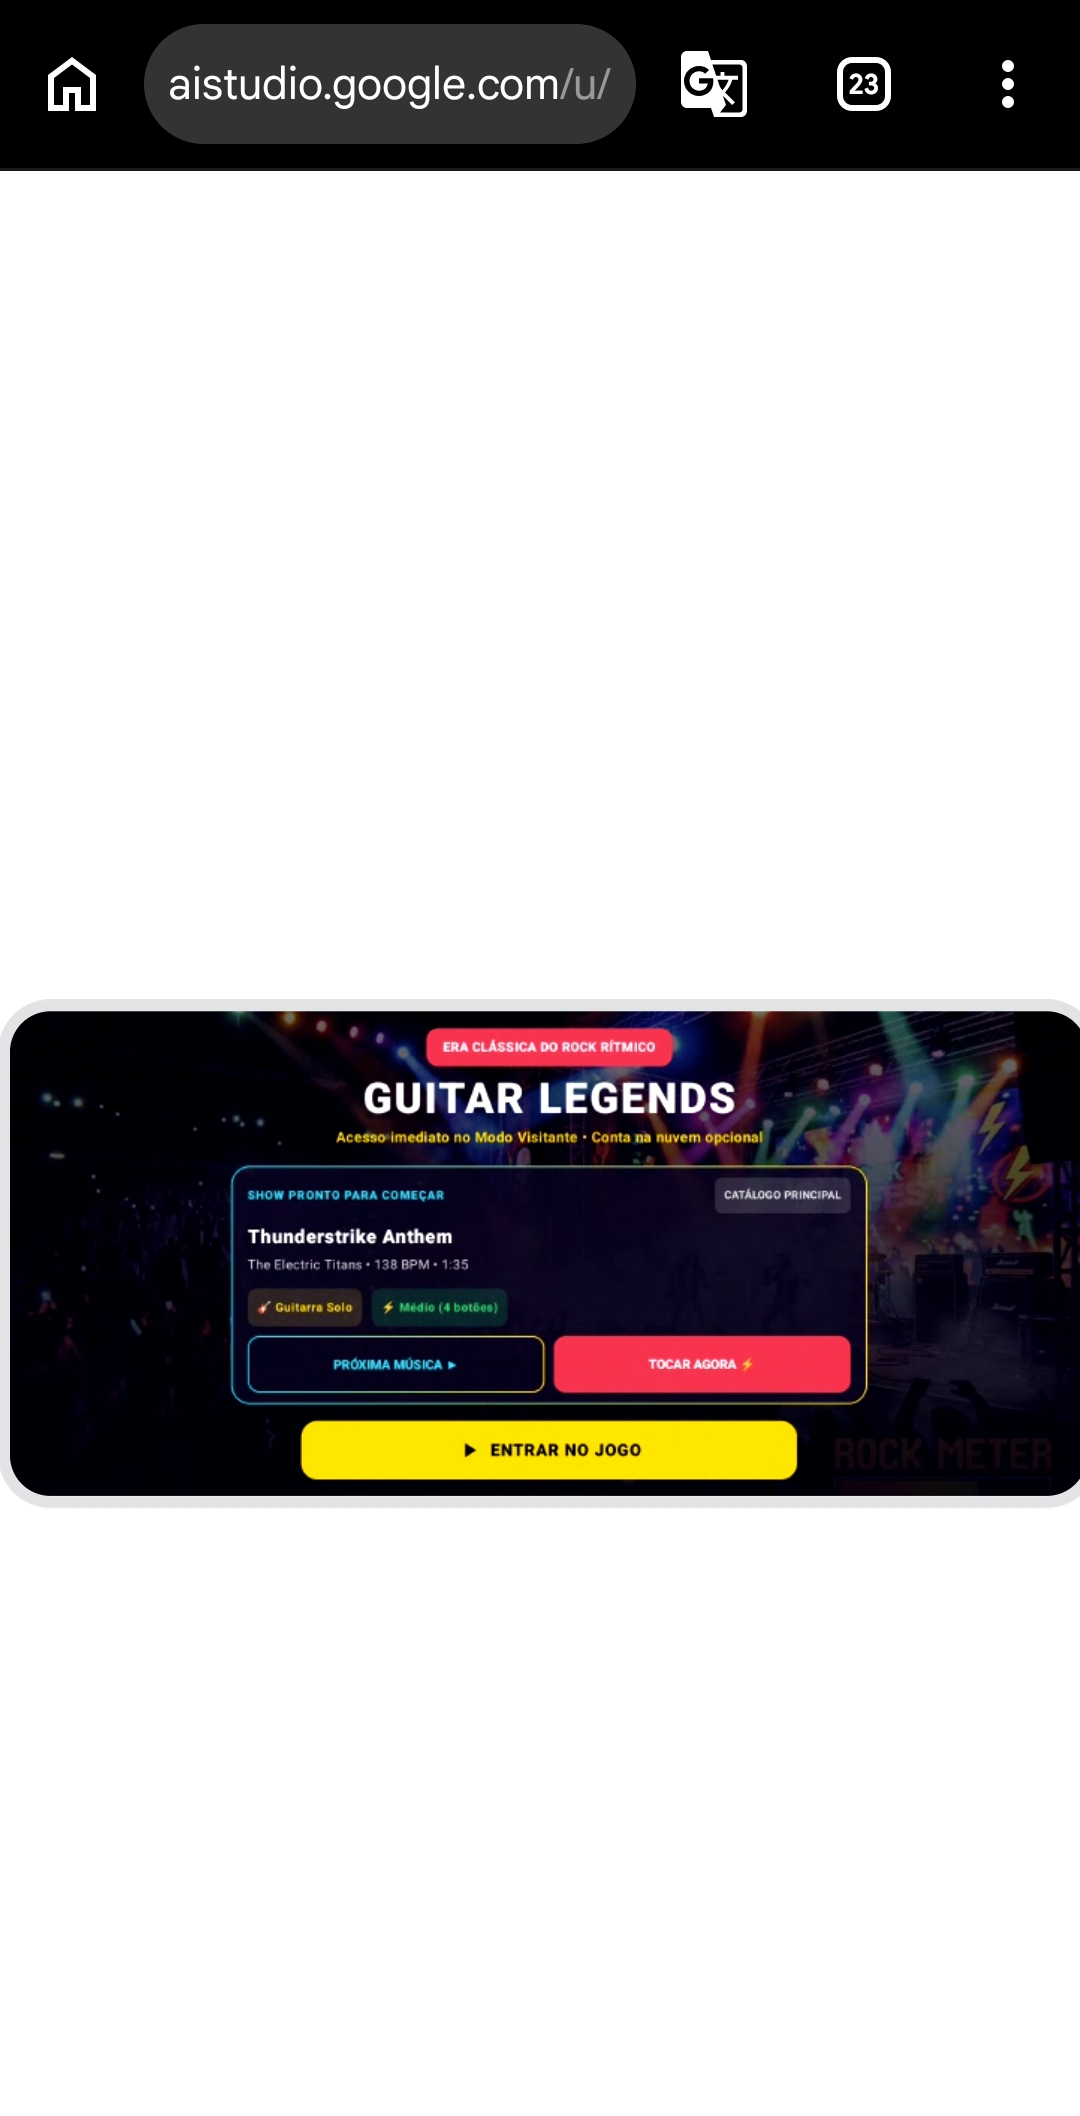 aistudio.google.com/u/
23
ERA CLÁSSICA DO ROCK RÍTMICO
GUITAR LEGENDS
Acesso imediato no Modo Visitante • Conta na nuvem opcional
SHOW PRONTO PARA COMEÇAR
CATÁLOGO PRINCIPAL
Thunderstrike Anthem
The Electric Titans • 138 BPM • 1:35
🎸 Guitarra Solo
⚡ Médio (4 botões)
PRÓXIMA MÚSICA ►
TOCAR AGORA ⚡
► ENTRAR NO JOGO
ROCK METER